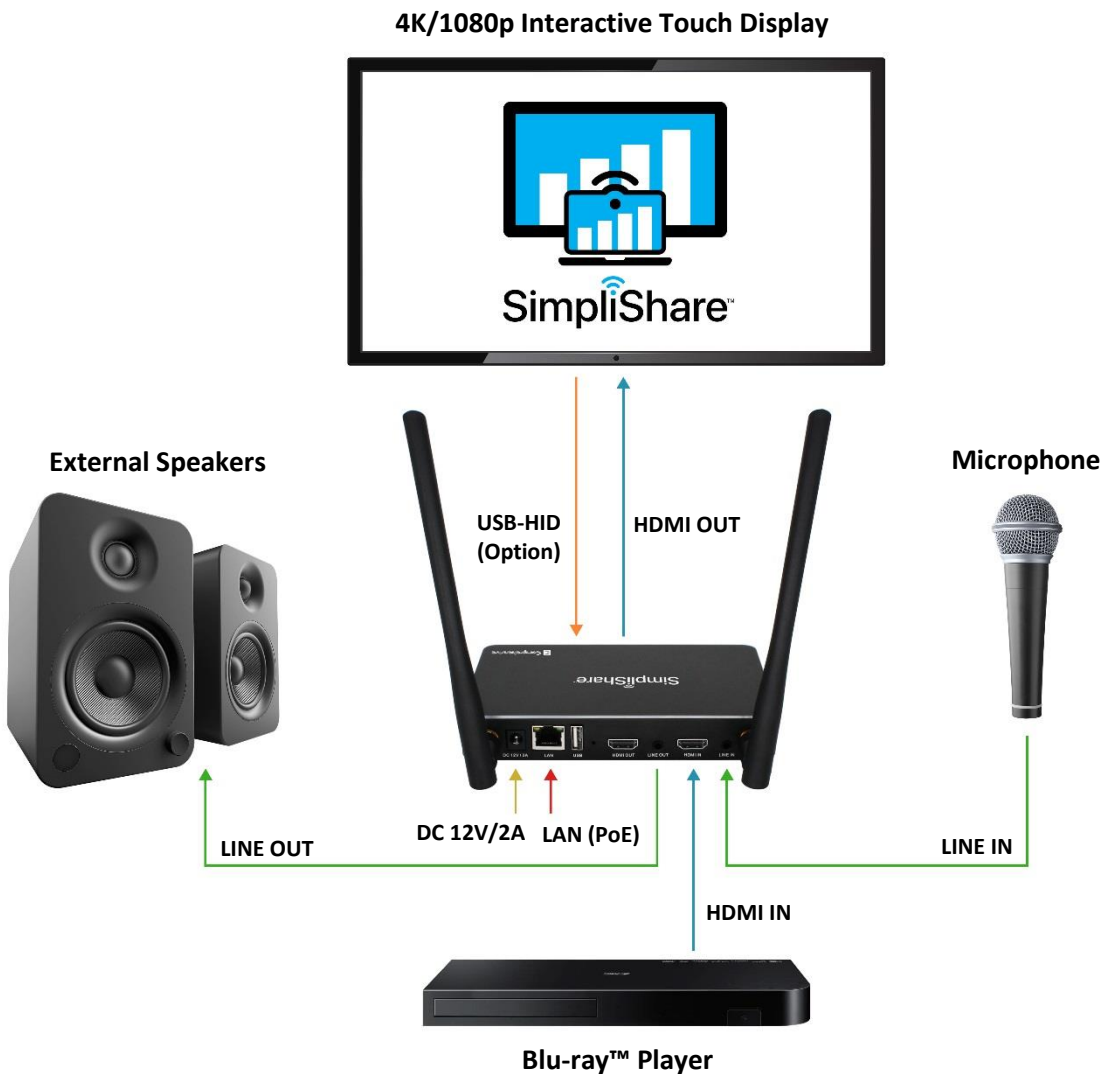 4K/1080p Interactive Touch Display
SimpliShare™
External Speakers
Microphone
USB-HID
(Option)
HDMI OUT
Comprehensive
SimpliShare
DC 12V/2A
LAN
USB
HDMI OUT
LINE OUT
HDMI IN
LINE IN
DC 12V/2A
LAN (PoE)
LINE OUT
LINE IN
HDMI IN
Blu-ray™ Player